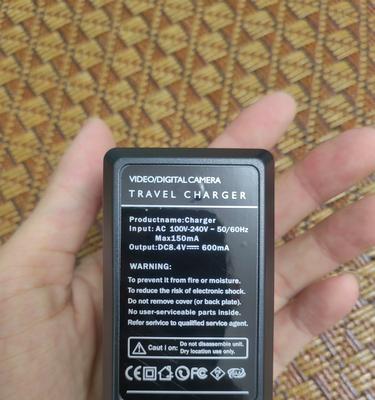 VIDEO/DIGITAL CAMERA
TRAVEL CHARGER
Productname:Charger
Input: AC 100V-240V ~ 50/60Hz
Max150mA
Output:DC8.4V⎓ 600mA
WARNING:
To prevent it from fire or moisture.
To reduce the risk of electronic shock.
Do not remove cover (or back plate).
No user-serviceable parts inside.
Refer service to qualified service agent.
Caut i on: Do not disassemble unit.
Dry location use only.
CE FC